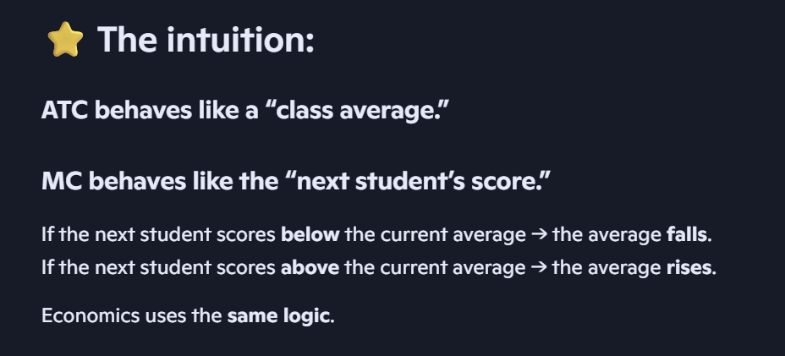 The intuition:
ATC behaves like a “class average.”
MC behaves like the “next student’s score.”
If the next student scores below the current average → the average falls.
If the next student scores above the current average → the average rises.
Economics uses the same logic.